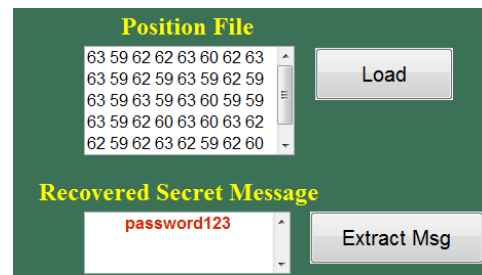 Position File
63 59 62 62 63 60 62 63
63 59 62 59 63 59 62 59
63 59 63 59 63 60 59 59
63 59 62 60 63 60 63 62
62 59 62 63 62 59 62 60
Load
Recovered Secret Message
password123
Extract Msg